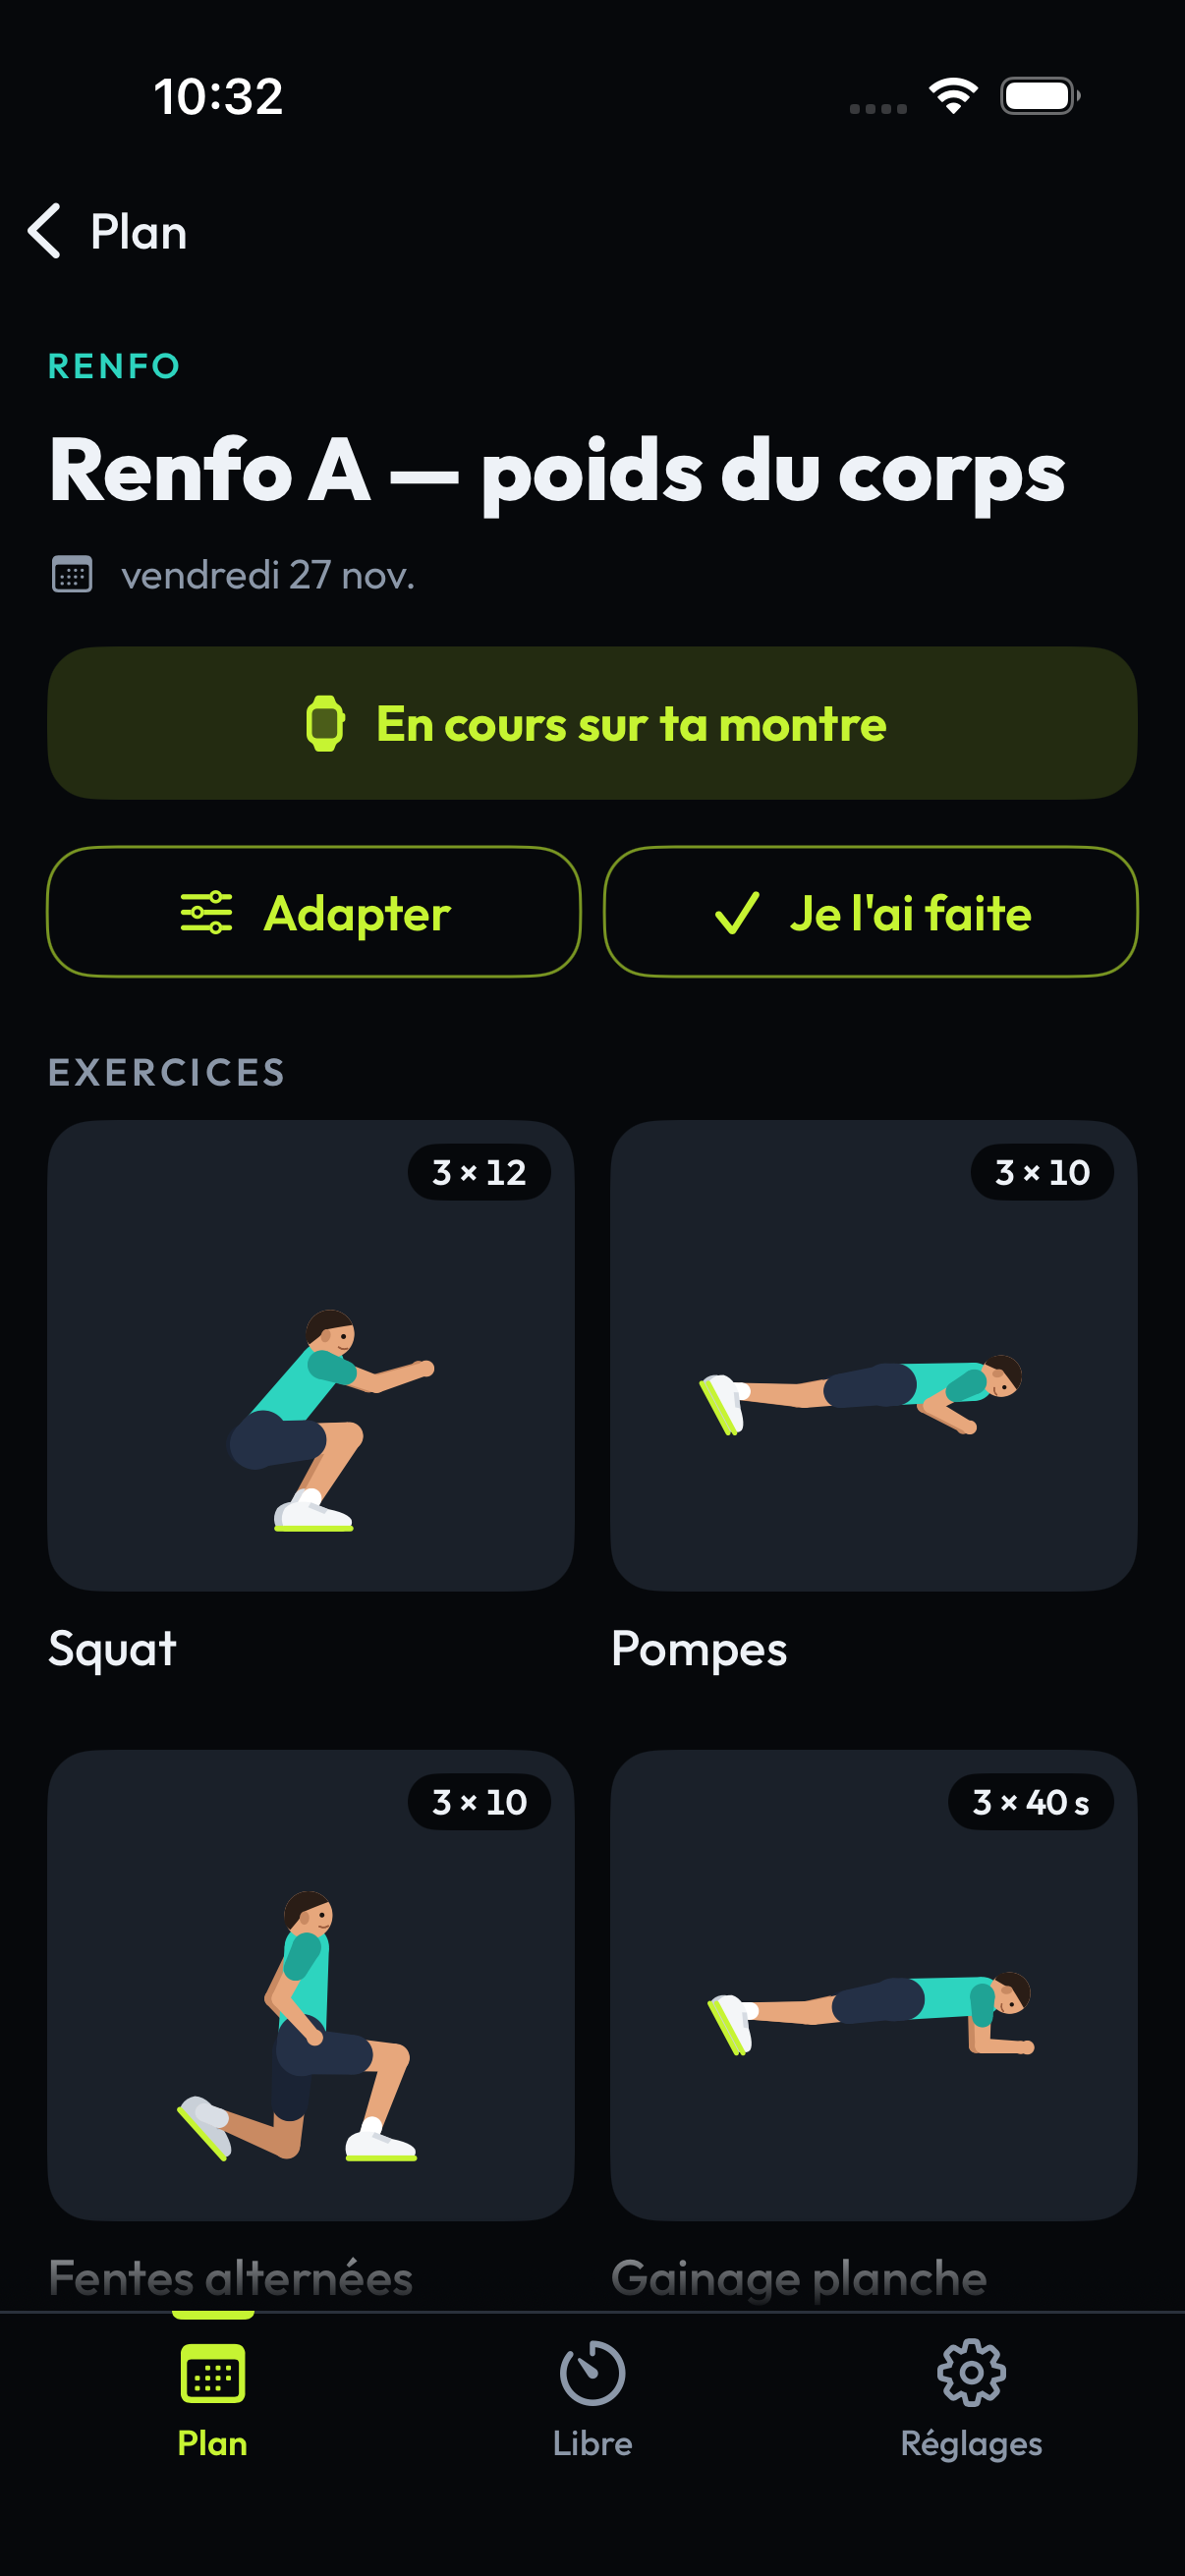 10:32
Plan
RENFO
Renfo A — poids du corps
vendredi 27 nov.
En cours sur ta montre
Adapter
Je l'ai faite
EXERCICES
3 × 12
3 × 10
Squat
Pompes
3 × 10
3 × 40 s
Fentes alternées
Gainage planche
Plan
Libre
Réglages